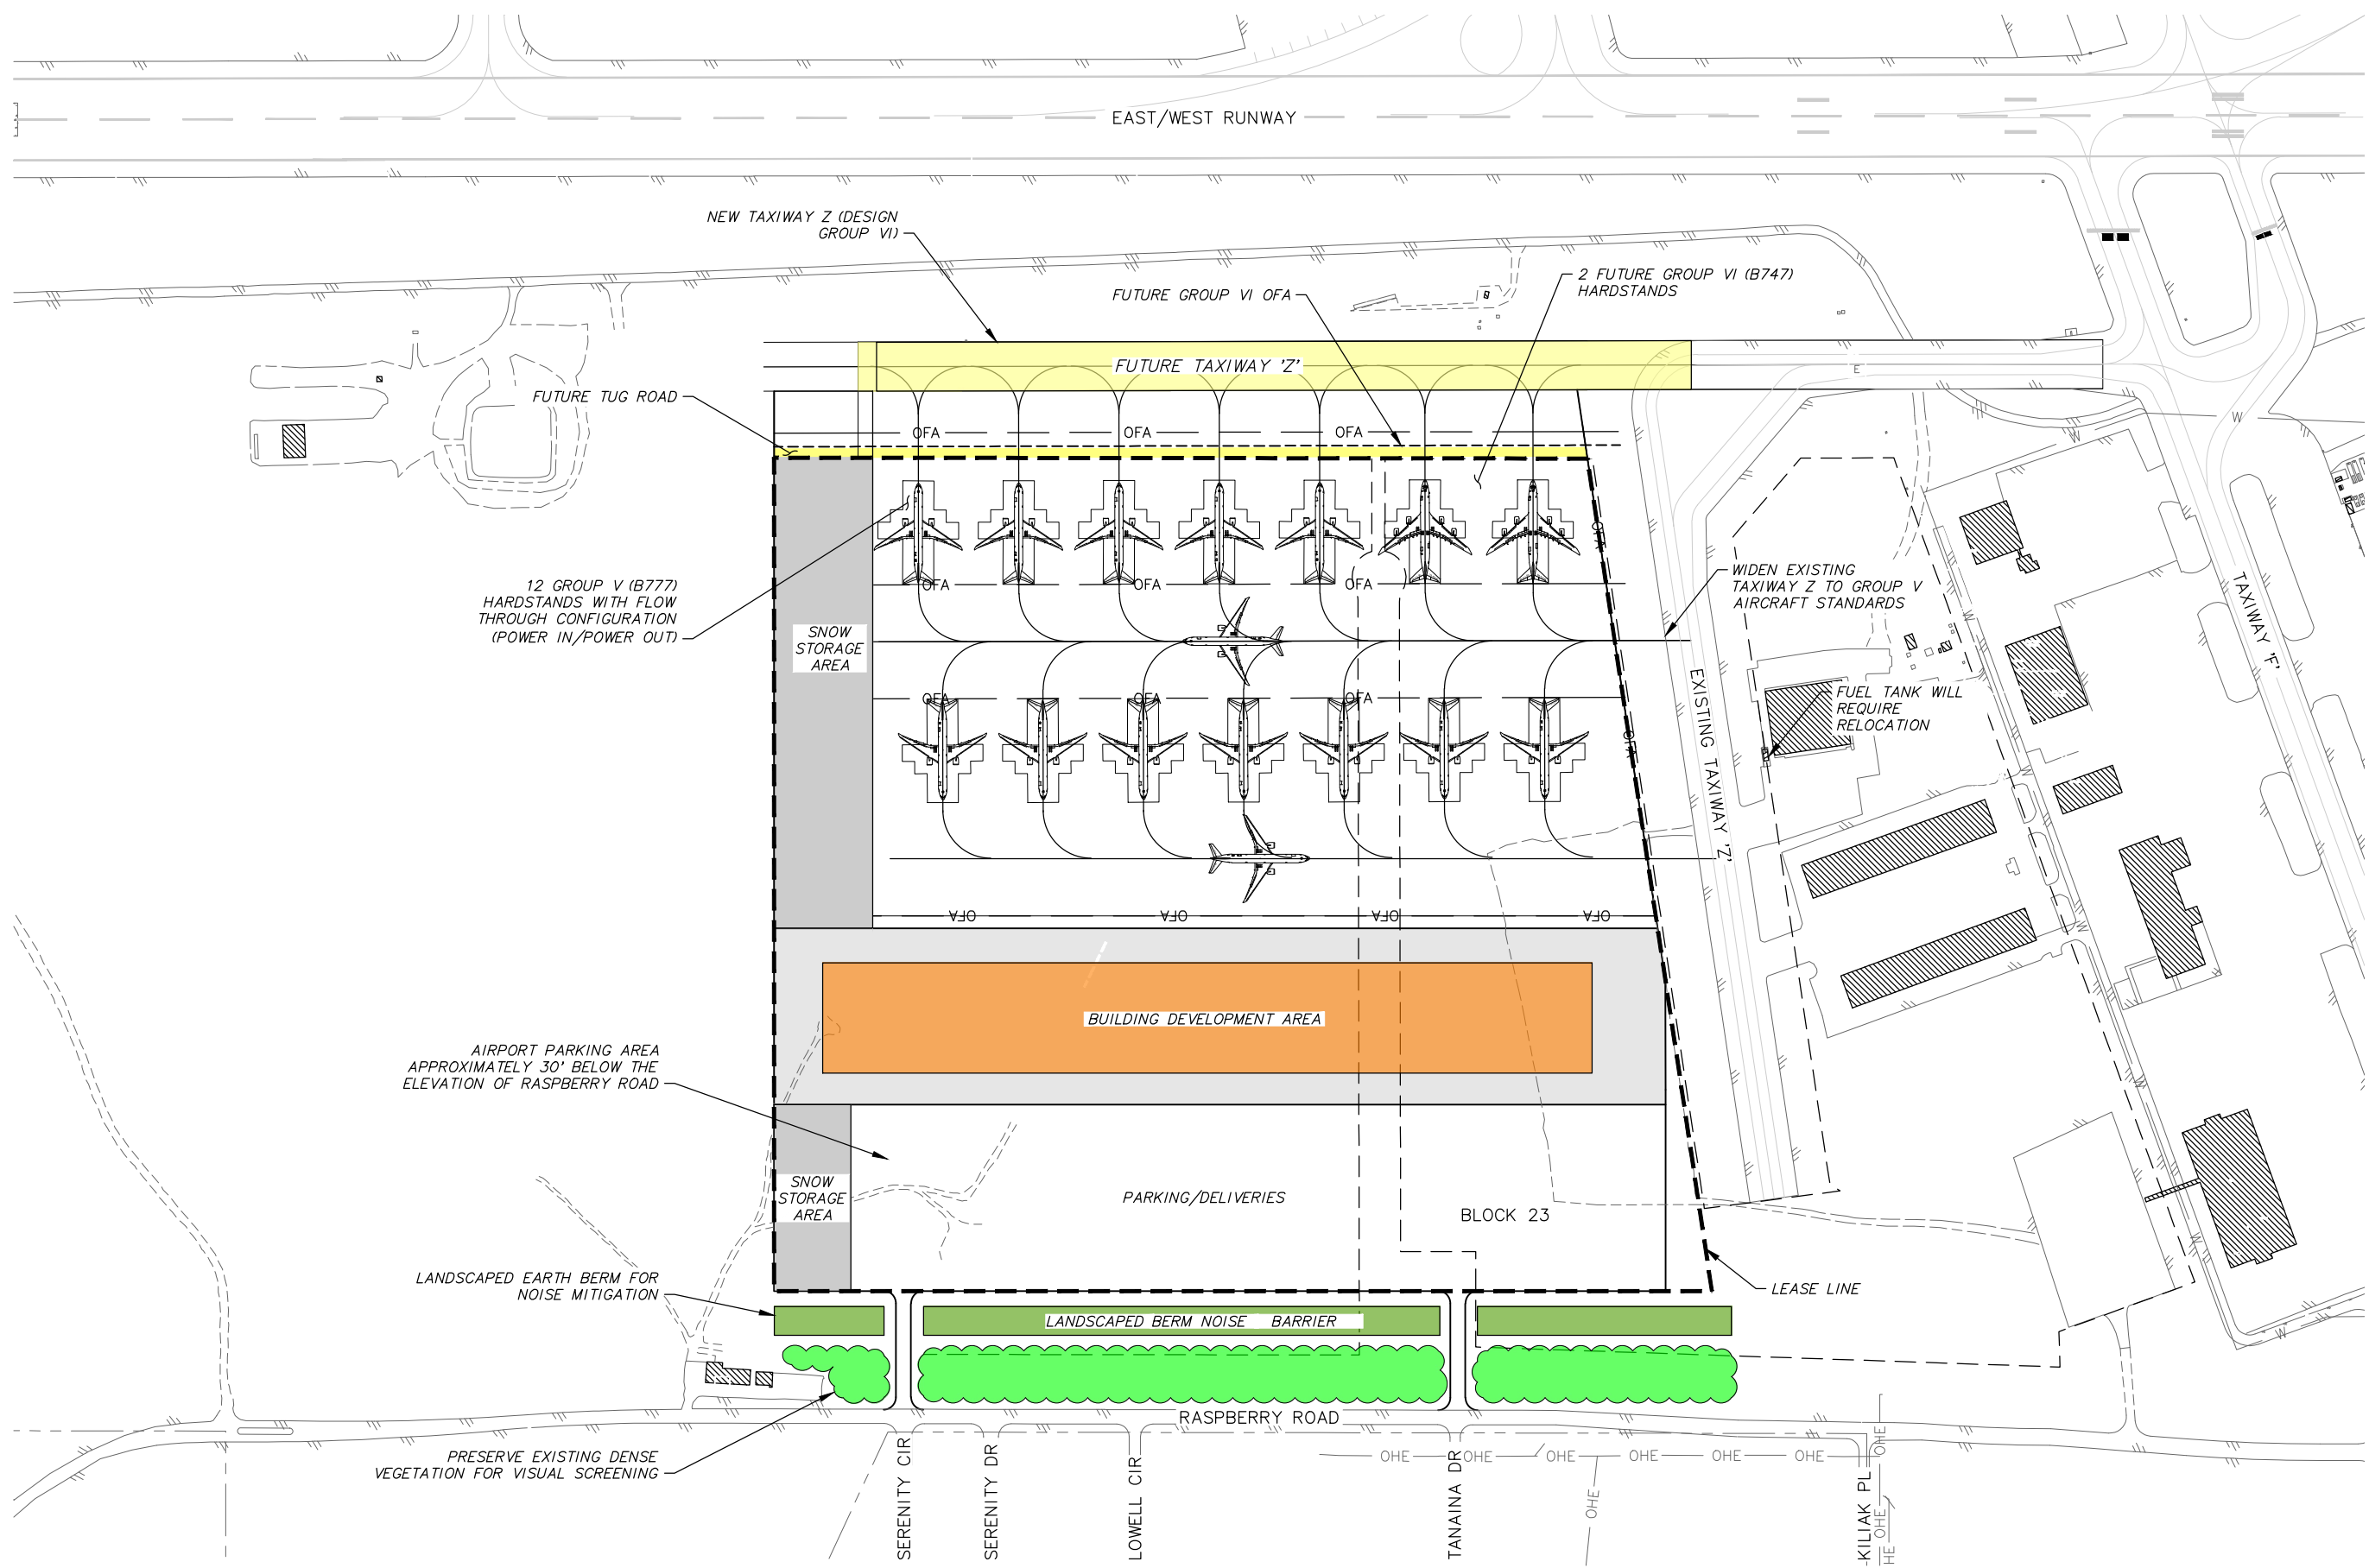 EAST/WEST RUNWAY
NEW TAXIWAY Z (DESIGN
GROUP VI)
FUTURE GROUP VI OFA
2 FUTURE GROUP VI (B747)
HARDSTANDS
FUTURE TAXIWAY 'Z'
E
FUTURE TUG ROAD
OFA
OFA
OFA
W
W
OFA
12 GROUP V (B777)
HARDSTANDS WITH FLOW
THROUGH CONFIGURATION
(POWER IN/POWER OUT)
OFA
OFA
OFA
WIDEN EXISTING
TAXIWAY Z TO GROUP V
AIRCRAFT STANDARDS
TAXIWAY 'F'
W
W
SNOW
STORAGE
AREA
OFA
OFA
OFA
OFA
EXISTING TAXIWAY 'Z'
FUEL TANK WILL
REQUIRE
RELOCATION
W
W
W
OFA
OFA
OFA
OFA
BUILDING DEVELOPMENT AREA
AIRPORT PARKING AREA
APPROXIMATELY 30' BELOW THE
ELEVATION OF RASPBERRY ROAD
W
W
SNOW
STORAGE
AREA
PARKING/DELIVERIES
BLOCK 23
LANDSCAPED EARTH BERM FOR
NOISE MITIGATION
LEASE LINE
LANDSCAPED BERM NOISE BARRIER
W
RASPBERRY ROAD
PRESERVE EXISTING DENSE
VEGETATION FOR VISUAL SCREENING
OHE
OHE
OHE
OHE
OHE
OHE
OHE
OHE
OHE
HE
SERENITY CIR
SERENITY DR
LOWELL CIR
TANAINA DR
KILIAK PL